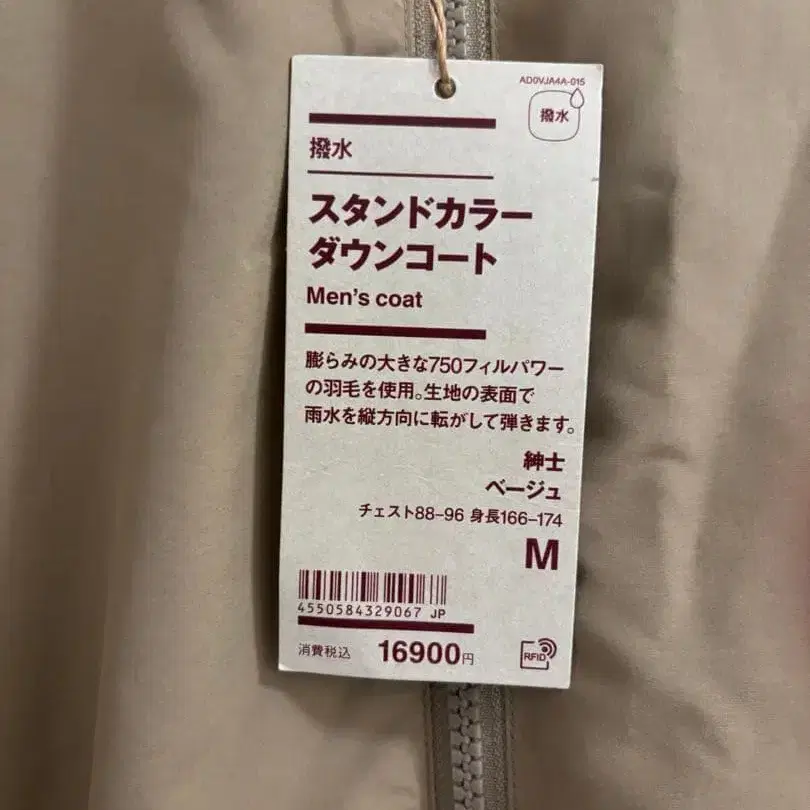 AD0VJA4A-015
撥水
撥水
スタンドカラー
ダウンコート
Men's coat
膨らみの大きな750フィルパワー
の羽毛を使用。生地の表面で
雨水を縦方向に転がして弾きます。
紳士
ベージュ
チェスト88-96 身長166-174
M
4550584329067 JP
消費税込 16900円
RFID